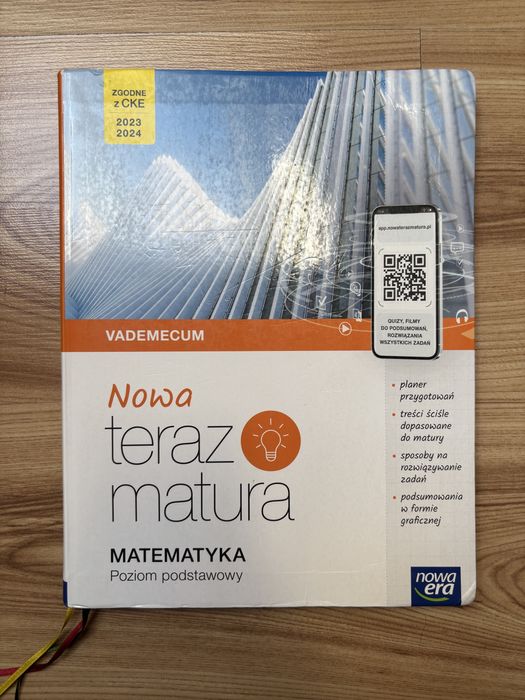 ZGODNE
z CKE
2023
2024
app.nowaterazmatura.pl
QUIZY, FILMY
DO PODSUMOWAŃ,
ROZWIĄZANIA
WSZYSTKICH ZADAŃ
VADEMECUM
Nowa
teraz
matura
MATEMATYKA
Poziom podstawowy
• planer
przygotowań
• treści ściśle
dopasowane
do matury
• sposoby na
rozwiązywanie
zadań
• podsumowania
w formie
graficznej
nowa
era